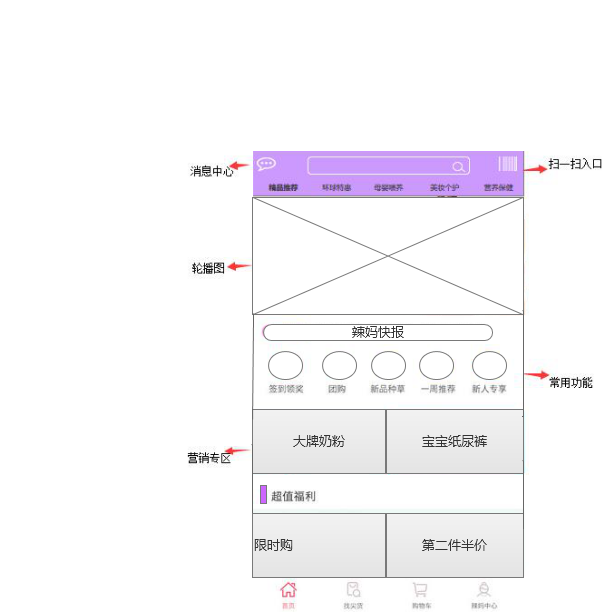 消息中心
扫一扫入口
精品推荐 环球特惠 母婴喂养 美妆个护 营养保健
轮播图
辣妈快报
签到领奖 团购 新品种草 一周推荐 新人专享
常用功能
大牌奶粉 宝宝纸尿裤
营销专区
超值福利
限时购 第二件半价
首页 找尖货 购物车 辣妈中心